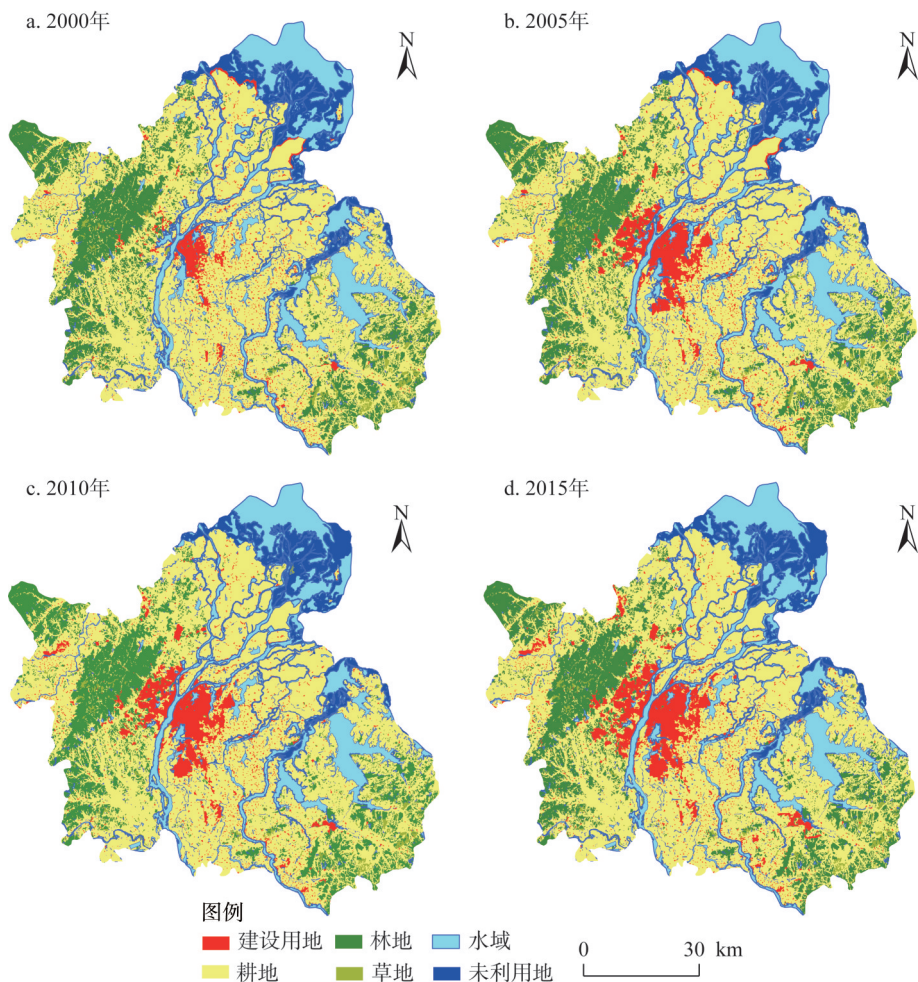 a. 2000年
b. 2005年
N
N
c. 2010年
d. 2015年
N
N
图例
建设用地 林地 水域
耕地 草地 未利用地
0 30 km